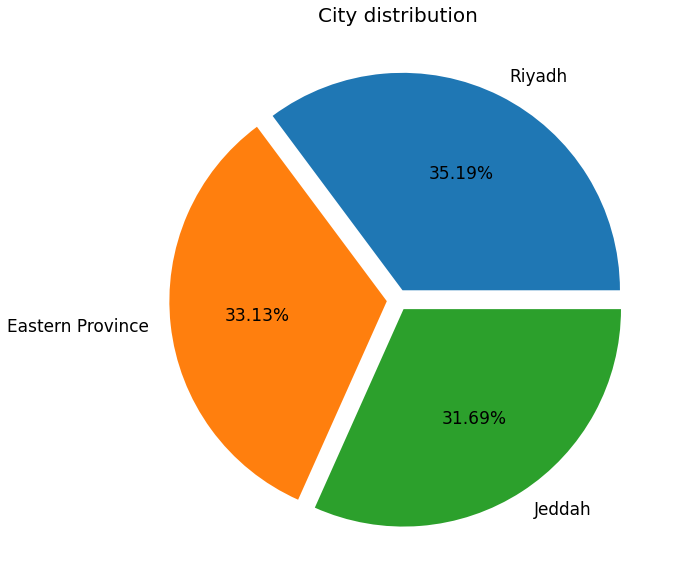 City distribution
Riyadh
35.19%
33.13%
Eastern Province
31.69%
Jeddah